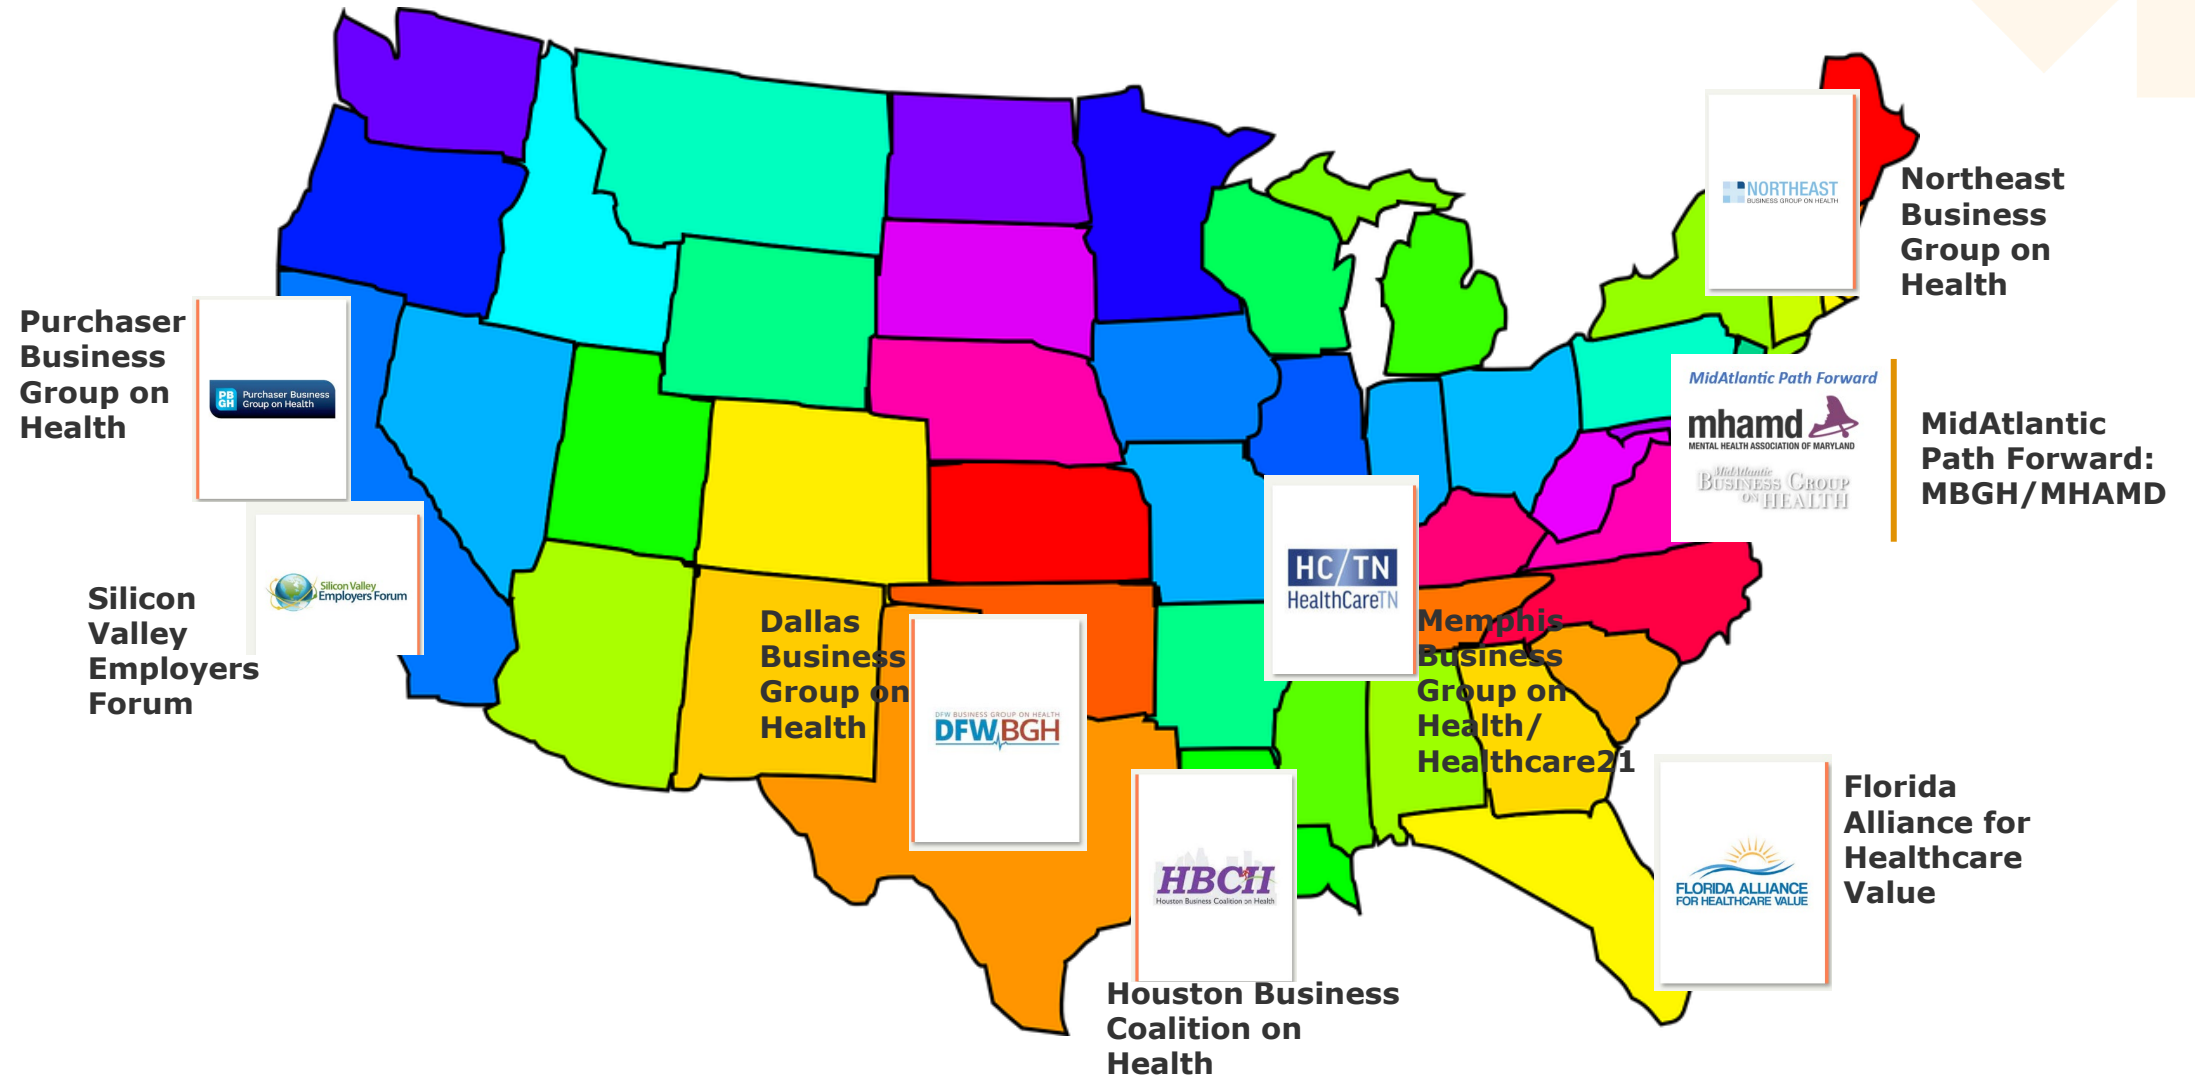 NORTHEAST
BUSINESS GROUP ON HEALTH
Northeast
Business
Group on
Health
Purchaser
Business
Group on
Health
PB
GH
Purchaser Business
Group on Health
MidAtlantic Path Forward
mhamd
MENTAL HEALTH ASSOCIATION OF MARYLAND
MidAtlantic
BUSINESS GROUP
ON HEALTH
MidAtlantic
Path Forward:
MBGH/MHAMD
Silicon Valley
Employers Forum
Silicon
Valley
Employers
Forum
HC/TN
HealthCareTN
Memphis
Business
Group on
Health/
Healthcare21
Dallas
Business
Group on
Health
DFW BUSINESS GROUP ON HEALTH
DFWBGH
HBCH
Houston Business Coalition on Health
Houston Business
Coalition on
Health
FLORIDA ALLIANCE
FOR HEALTHCARE VALUE
Florida
Alliance for
Healthcare
Value